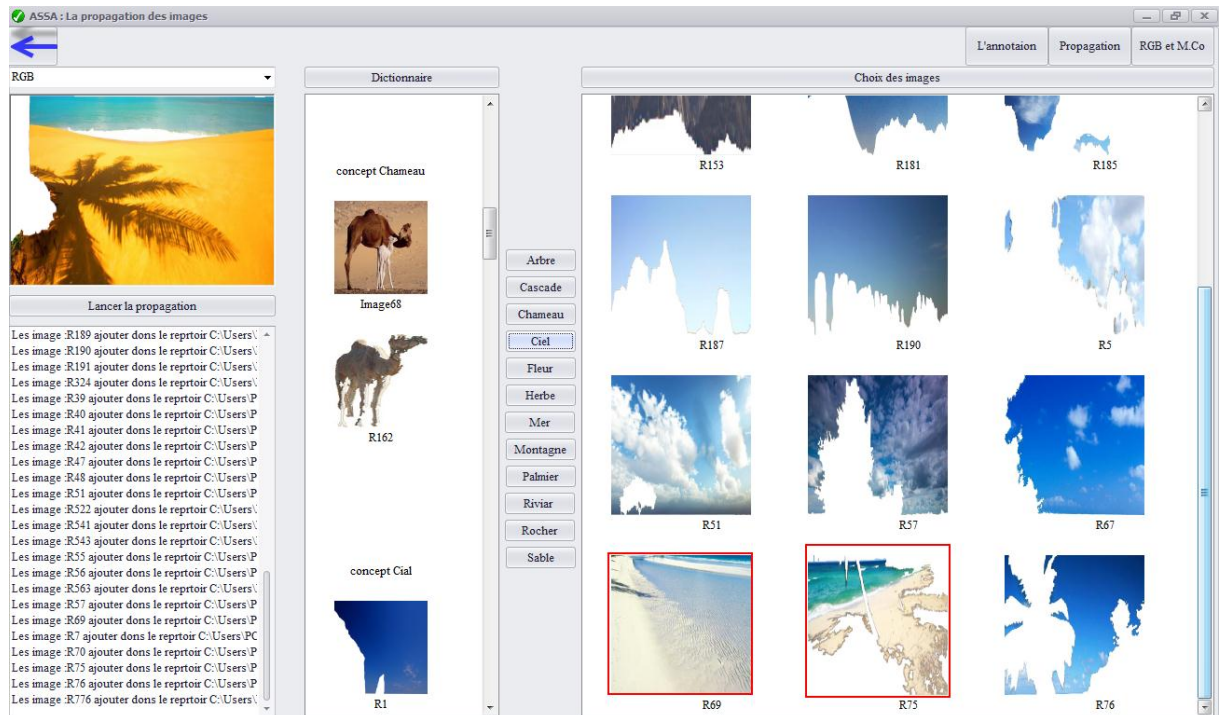 ASSA : La propagation des images
L'annotaion
Propagation
RGB et M.Co
RGB
Dictionnaire
Choix des images
Lancer la propagation
Les image :R189 ajouter dons le reprtoir C:\Users\
Les image :R190 ajouter dons le reprtoir C:\Users\
Les image :R191 ajouter dons le reprtoir C:\Users\
Les image :R324 ajouter dons le reprtoir C:\Users\
Les image :R39 ajouter dons le reprtoir C:\Users\P
Les image :R40 ajouter dons le reprtoir C:\Users\P
Les image :R41 ajouter dons le reprtoir C:\Users\P
Les image :R42 ajouter dons le reprtoir C:\Users\P
Les image :R47 ajouter dons le reprtoir C:\Users\P
Les image :R48 ajouter dons le reprtoir C:\Users\P
Les image :R51 ajouter dons le reprtoir C:\Users\P
Les image :R522 ajouter dons le reprtoir C:\Users\
Les image :R541 ajouter dons le reprtoir C:\Users\
Les image :R543 ajouter dons le reprtoir C:\Users\
Les image :R55 ajouter dons le reprtoir C:\Users\P
Les image :R56 ajouter dons le reprtoir C:\Users\P
Les image :R563 ajouter dons le reprtoir C:\Users\
Les image :R57 ajouter dons le reprtoir C:\Users\P
Les image :R69 ajouter dons le reprtoir C:\Users\P
Les image :R7 ajouter dons le reprtoir C:\Users\PC
Les image :R70 ajouter dons le reprtoir C:\Users\P
Les image :R75 ajouter dons le reprtoir C:\Users\P
Les image :R76 ajouter dons le reprtoir C:\Users\P
Les image :R776 ajouter dons le reprtoir C:\Users\
concept Chameau
Image68
R162
concept Cial
R1
Arbre
Cascade
Chameau
Ciel
Fleur
Herbe
Mer
Montagne
Palmier
Riviar
Rocher
Sable
R153
R181
R185
R187
R190
R5
R51
R57
R67
R69
R75
R76